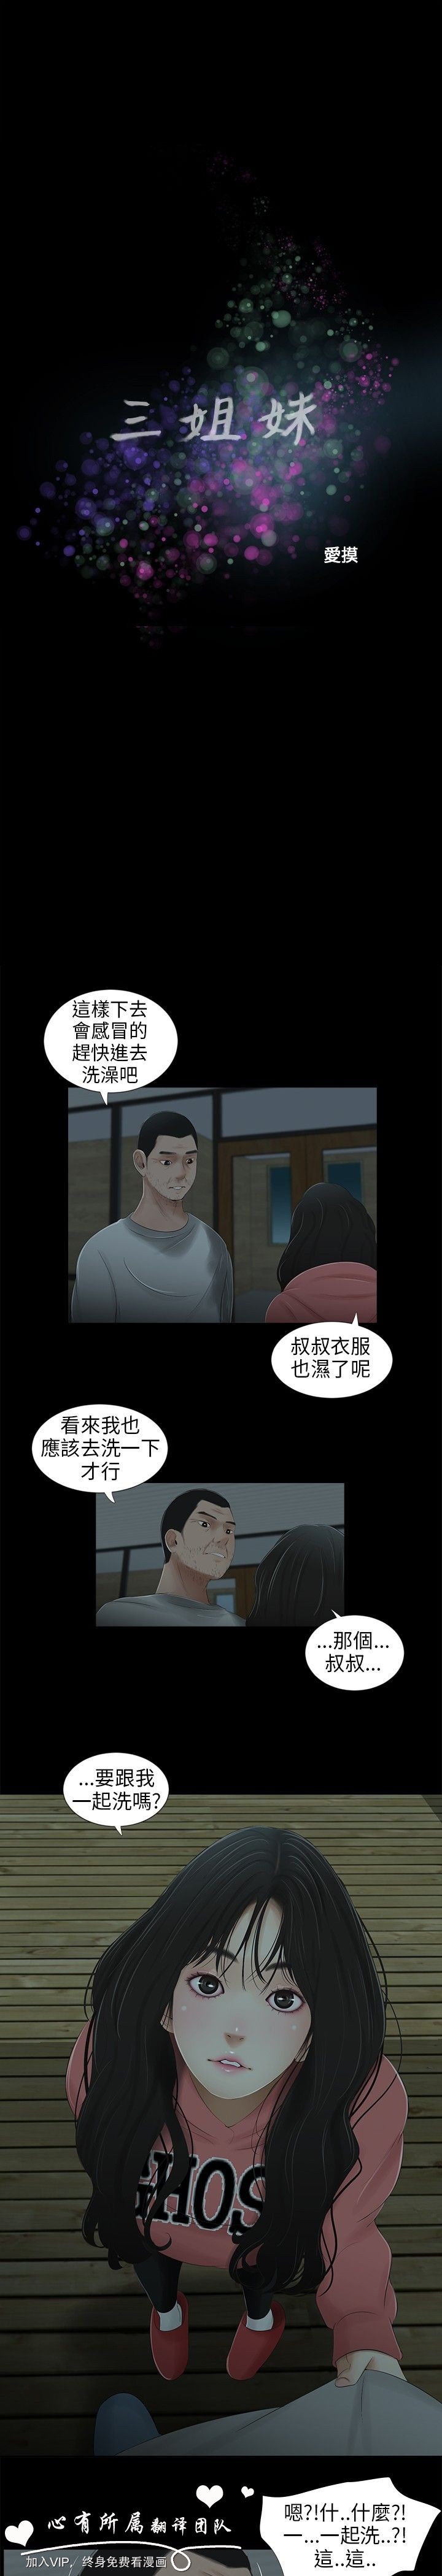 三姐妹
愛摸
這樣下去
會感冒的
趕快進去
洗澡吧
叔叔衣服
也濕了呢
看來我也
應該去洗一下
才行
...那個...
叔叔...
...要跟我
一起洗嗎?
GHOS
嗯?!什..什麼?!
一...一起洗..?!
這..這..
心有所属翻译团队
加入VIP，终身免费看漫画